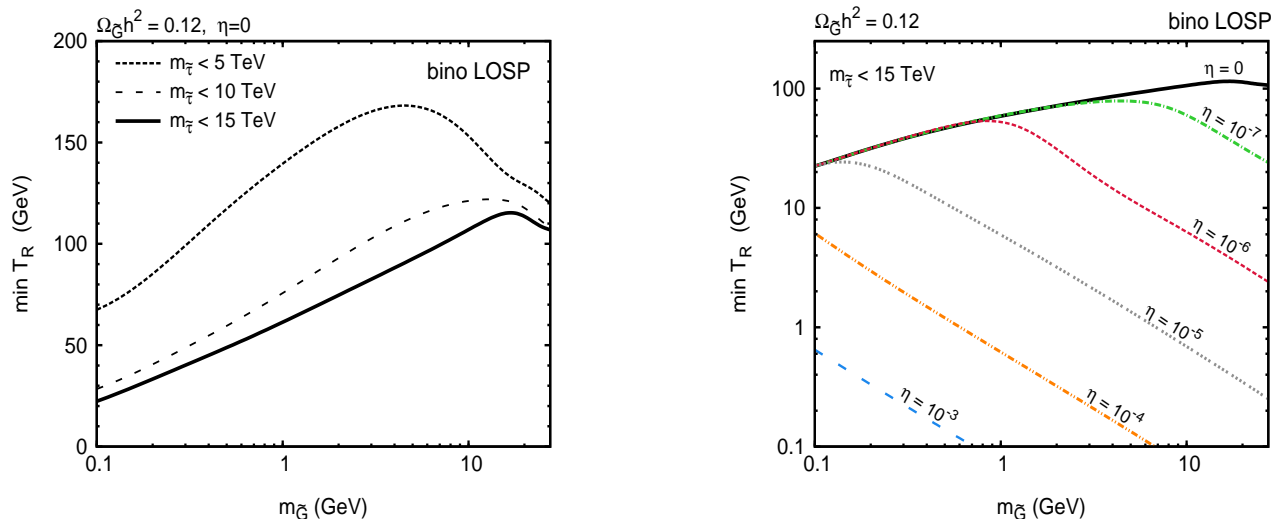 Ω_G̃h² = 0.12, η=0
200
150
100
50
0
min T_R (GeV)
m_τ̃ < 5 TeV
m_τ̃ < 10 TeV
m_τ̃ < 15 TeV
bino LOSP
0.1 1 10
m_G̃ (GeV)
Ω_G̃h² = 0.12
bino LOSP
100
10
1
0.1
min T_R (GeV)
m_τ̃ < 15 TeV
η = 0
η = 10⁻⁷
η = 10⁻⁶
η = 10⁻⁵
η = 10⁻⁴
η = 10⁻³
0.1 1 10
m_G̃ (GeV)